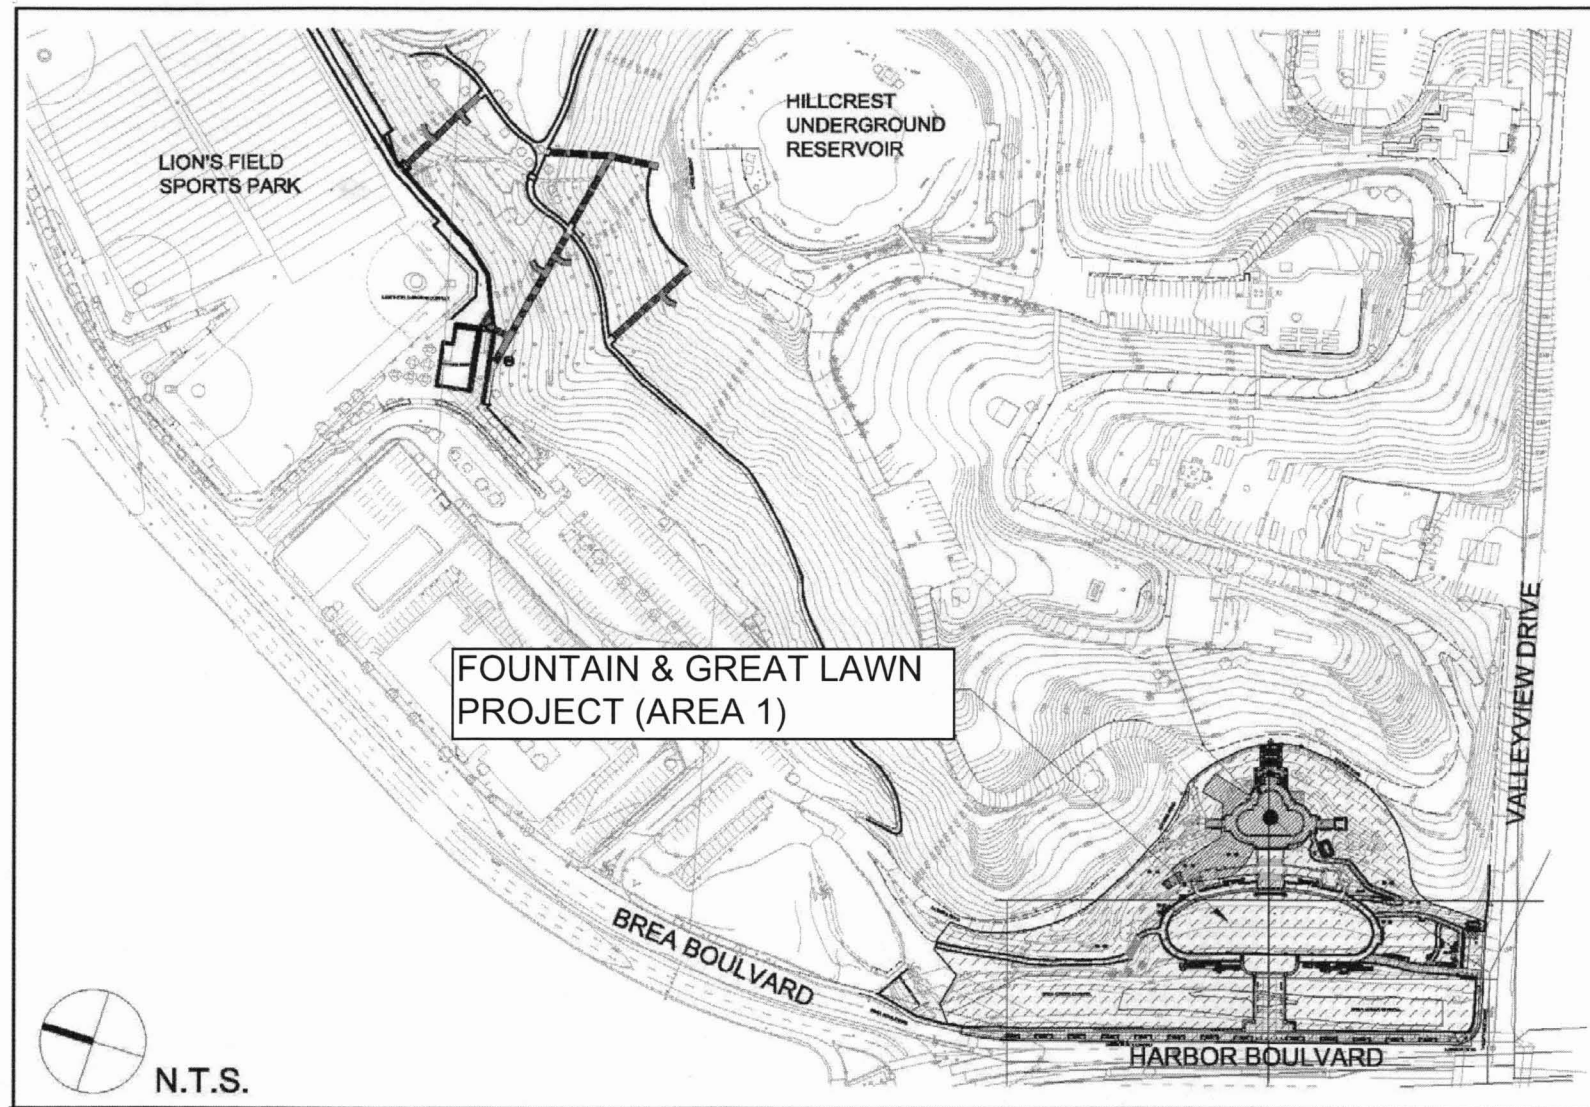 HILLCREST
UNDERGROUND
RESERVOIR
LION'S FIELD
SPORTS PARK
FOUNTAIN & GREAT LAWN
PROJECT (AREA 1)
VALLEYVIEW DRIVE
BREA BOULVARD
HARBOR BOULVARD
N.T.S.